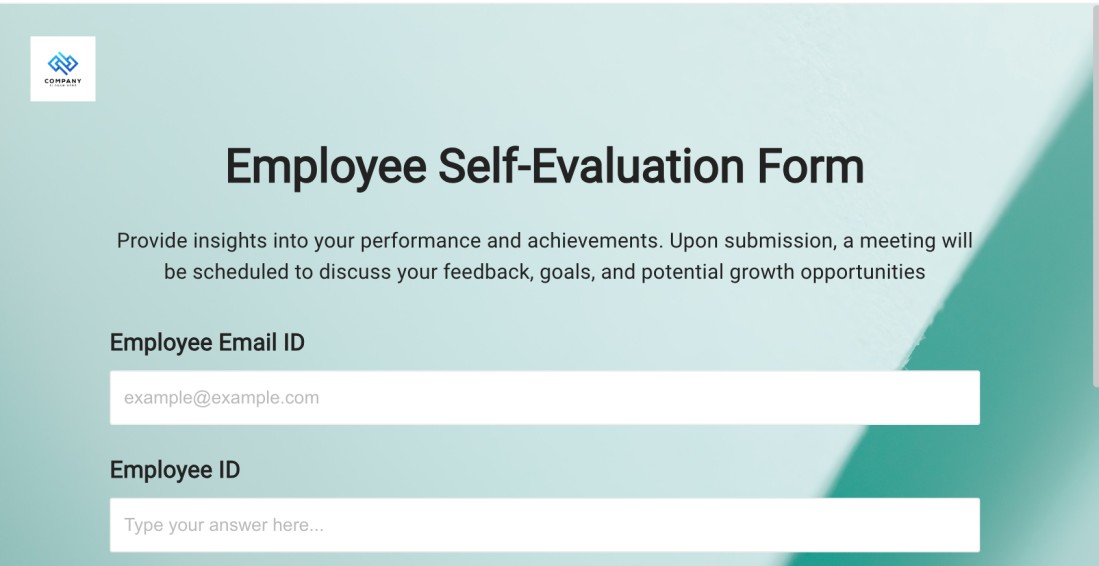 COMPANY
Employee Self-Evaluation Form
Provide insights into your performance and achievements. Upon submission, a meeting will
be scheduled to discuss your feedback, goals, and potential growth opportunities
Employee Email ID
example@example.com
Employee ID
Type your answer here...